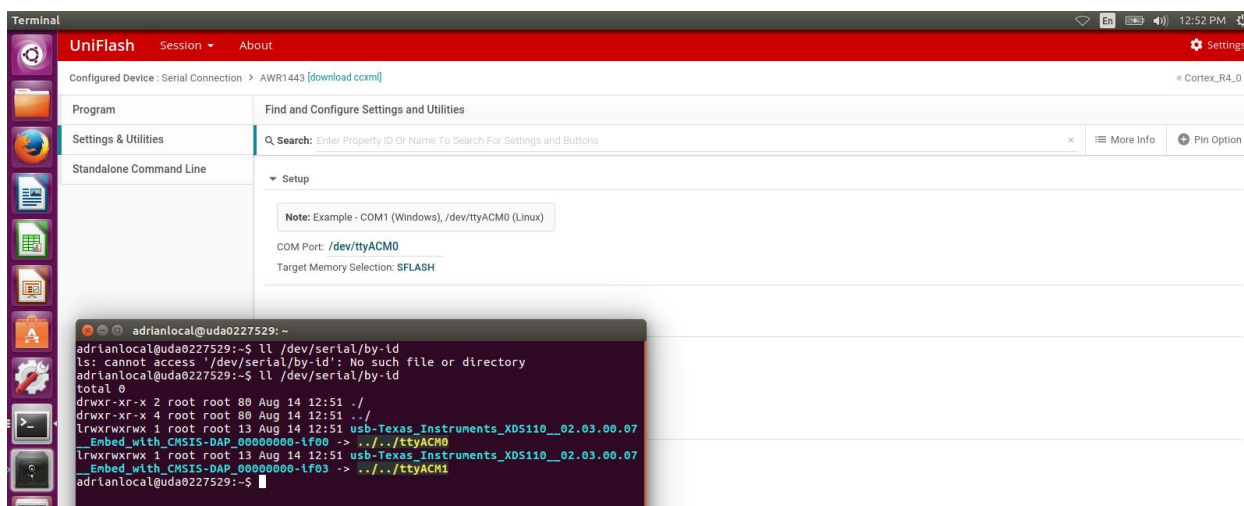 Terminal
En
12:52 PM
UniFlash Session About
Settings
Configured Device : Serial Connection > AWR1443 [download ccxml]
Cortex_R4_0
Program
Settings & Utilities
Standalone Command Line
Find and Configure Settings and Utilities
Search: Enter Property ID Or Name To Search For Settings and Buttons × More Info Pin Option
Setup
Note: Example - COM1 (Windows), /dev/ttyACM0 (Linux)
COM Port: /dev/ttyACM0
Target Memory Selection: SFLASH
adrianlocal@uda0227529: ~
adrianlocal@uda0227529:~$ ll /dev/serial/by-id
ls: cannot access '/dev/serial/by-id': No such file or directory
adrianlocal@uda0227529:~$ ll /dev/serial/by-id
total 0
drwxr-xr-x 2 root root 80 Aug 14 12:51 ./
drwxr-xr-x 4 root root 80 Aug 14 12:51 ../
lrwxrwxrwx 1 root root 13 Aug 14 12:51 usb-Texas_Instruments_XDS110__02.03.00.07
__Embed_with_CMSIS-DAP_00000000-if00 -> ../../ttyACM0
lrwxrwxrwx 1 root root 13 Aug 14 12:51 usb-Texas_Instruments_XDS110__02.03.00.07
__Embed_with_CMSIS-DAP_00000000-if03 -> ../../ttyACM1
adrianlocal@uda0227529:~$